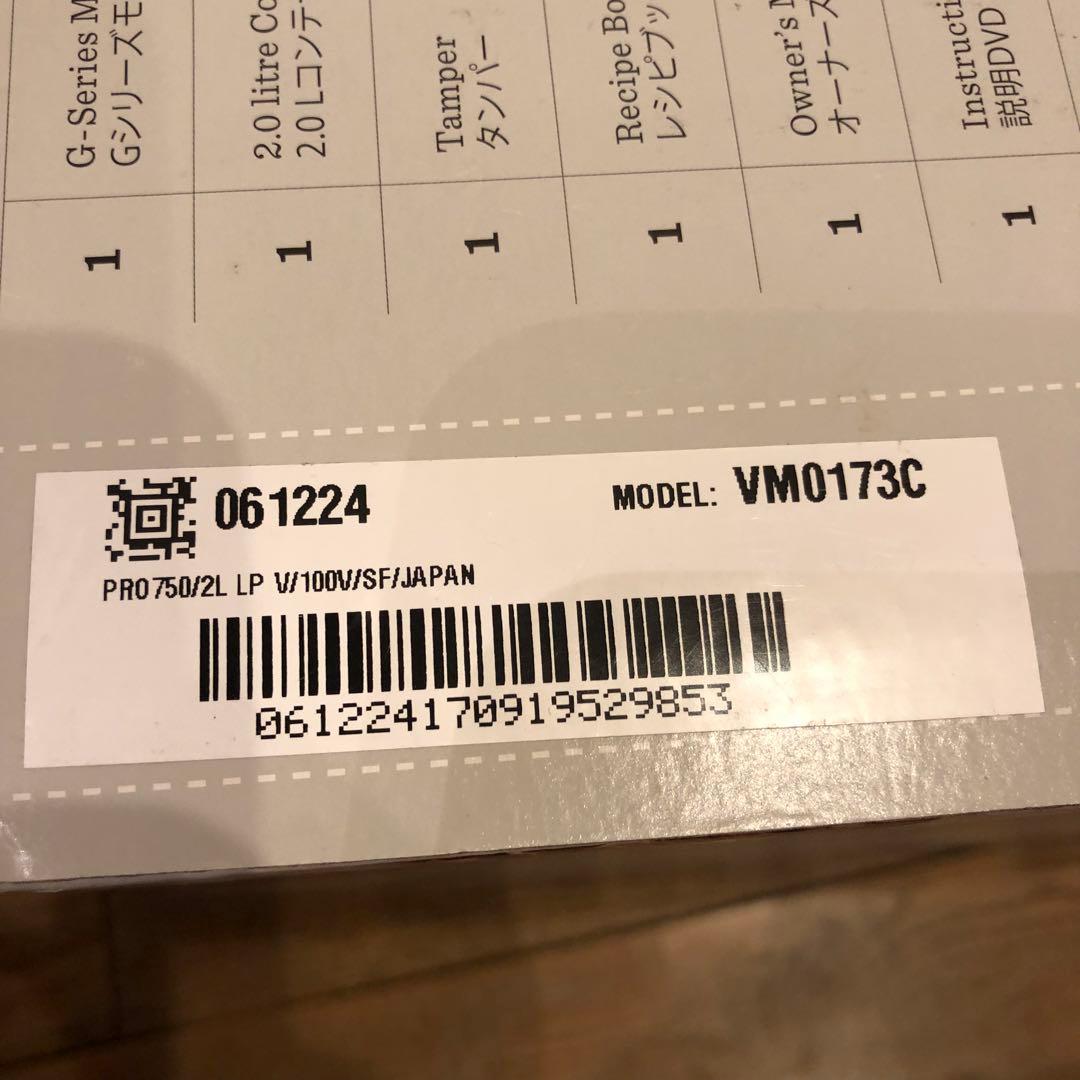 G-Series M
Gシリーズモ
1
2.0 litre Co
2.0 Lコンテ
1
Tamper
タンパー
1
Recipe Bo
レシピブッ
1
Owner's M
オーナーズ
1
Instructi
説明DVD
1
061224
MODEL: VM0173C
PRO750/2L LP V/100V/SF/JAPAN
061224170919529853